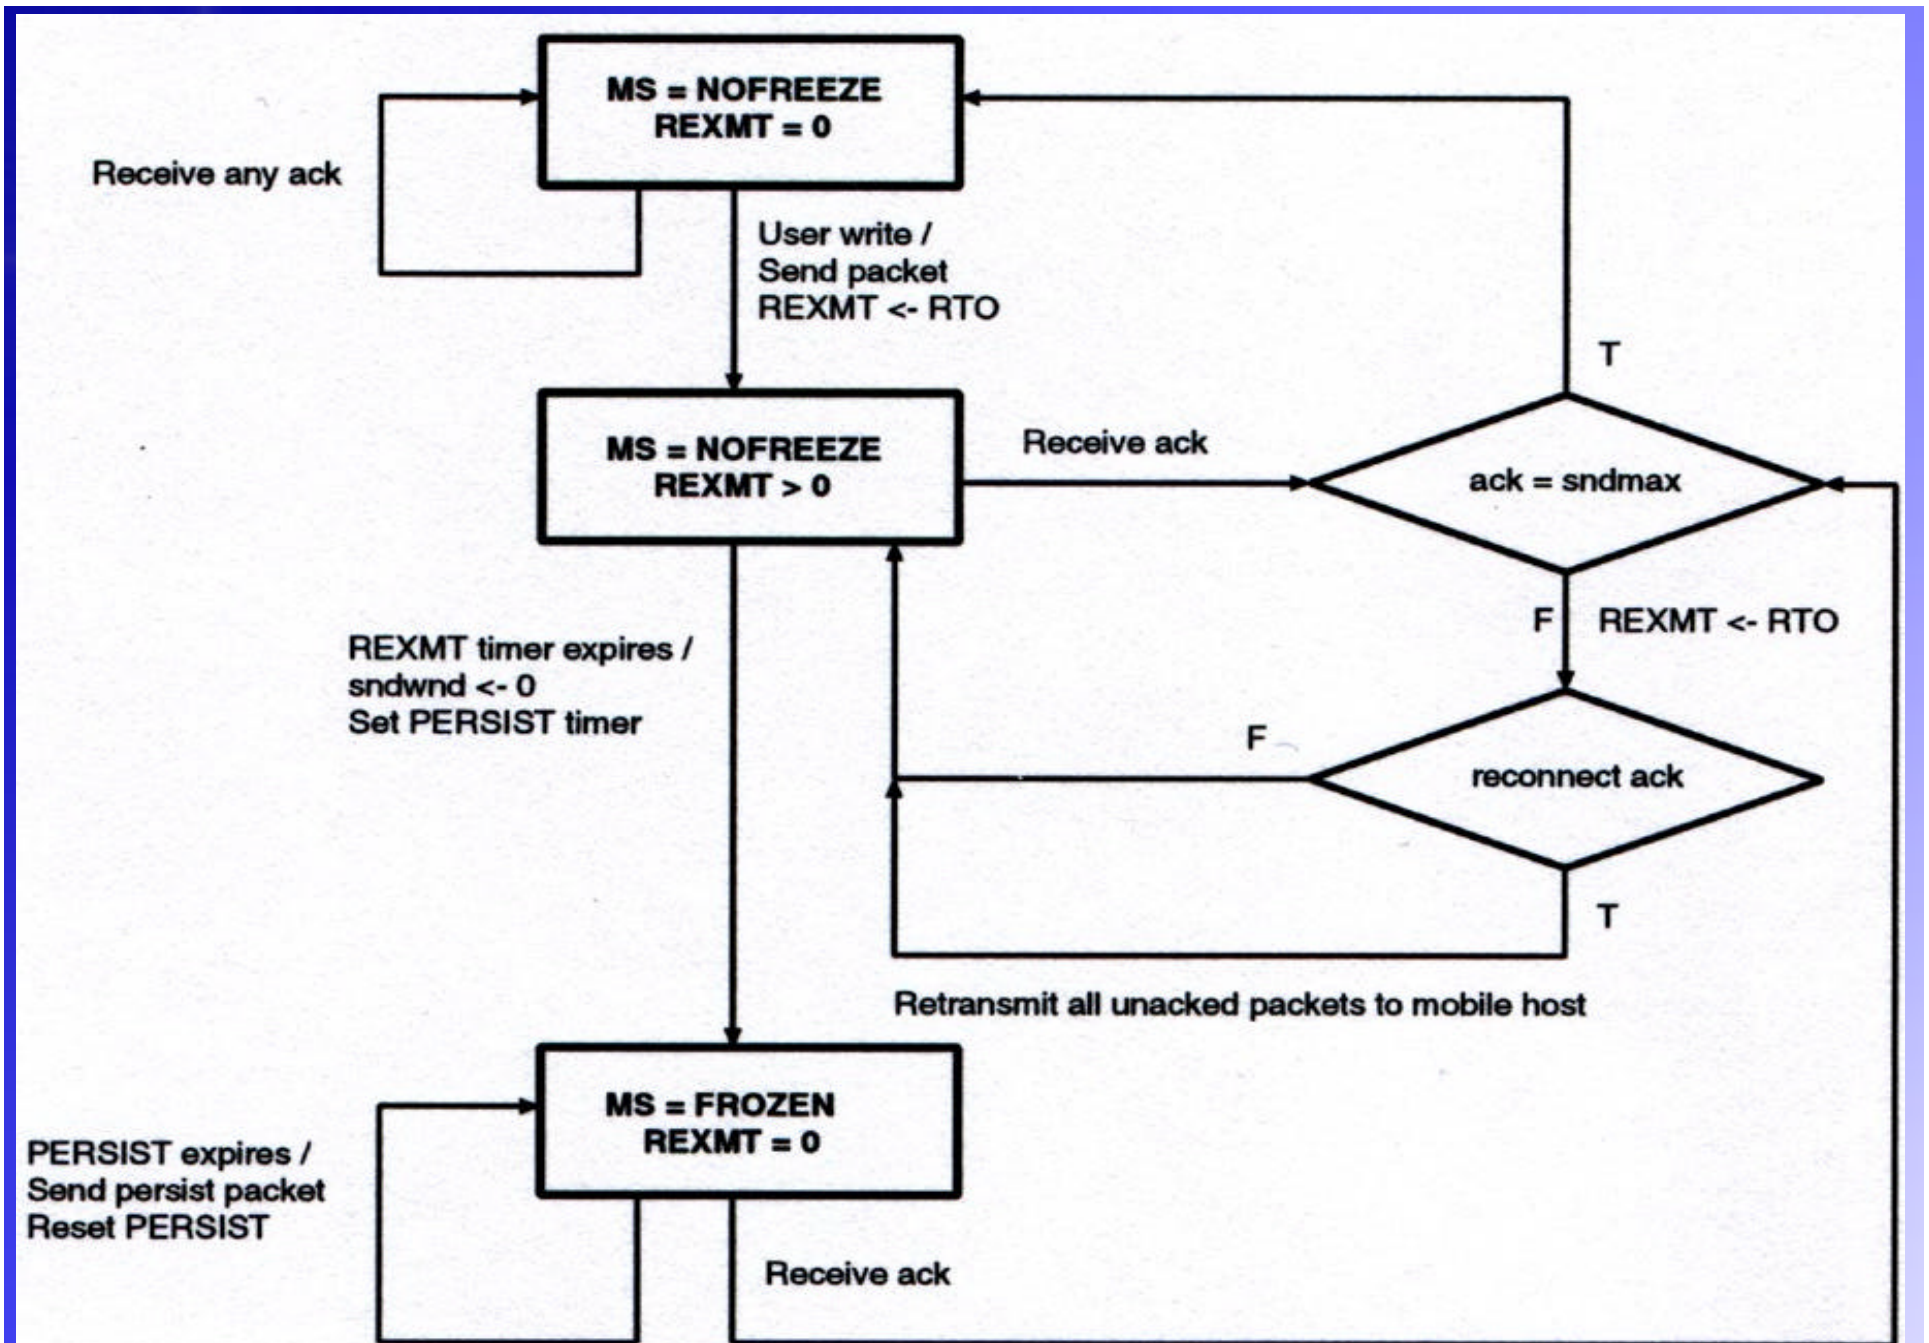 MS = NOFREEZE
REXMT = 0
Receive any ack
User write /
Send packet
REXMT <- RTO
T
MS = NOFREEZE
REXMT > 0
Receive ack
ack = sndmax
F
REXMT <- RTO
REXMT timer expires /
sndwnd <- 0
Set PERSIST timer
F
reconnect ack
T
Retransmit all unacked packets to mobile host
MS = FROZEN
REXMT = 0
PERSIST expires /
Send persist packet
Reset PERSIST
Receive ack